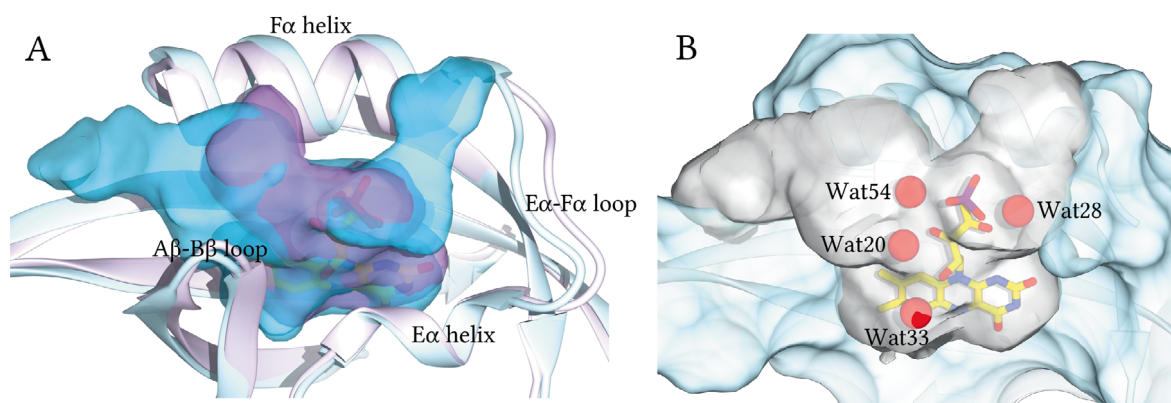 A
Fα helix
Eα-Fα loop
Aβ-Bβ loop
Eα helix
B
Wat54
Wat28
Wat20
Wat33